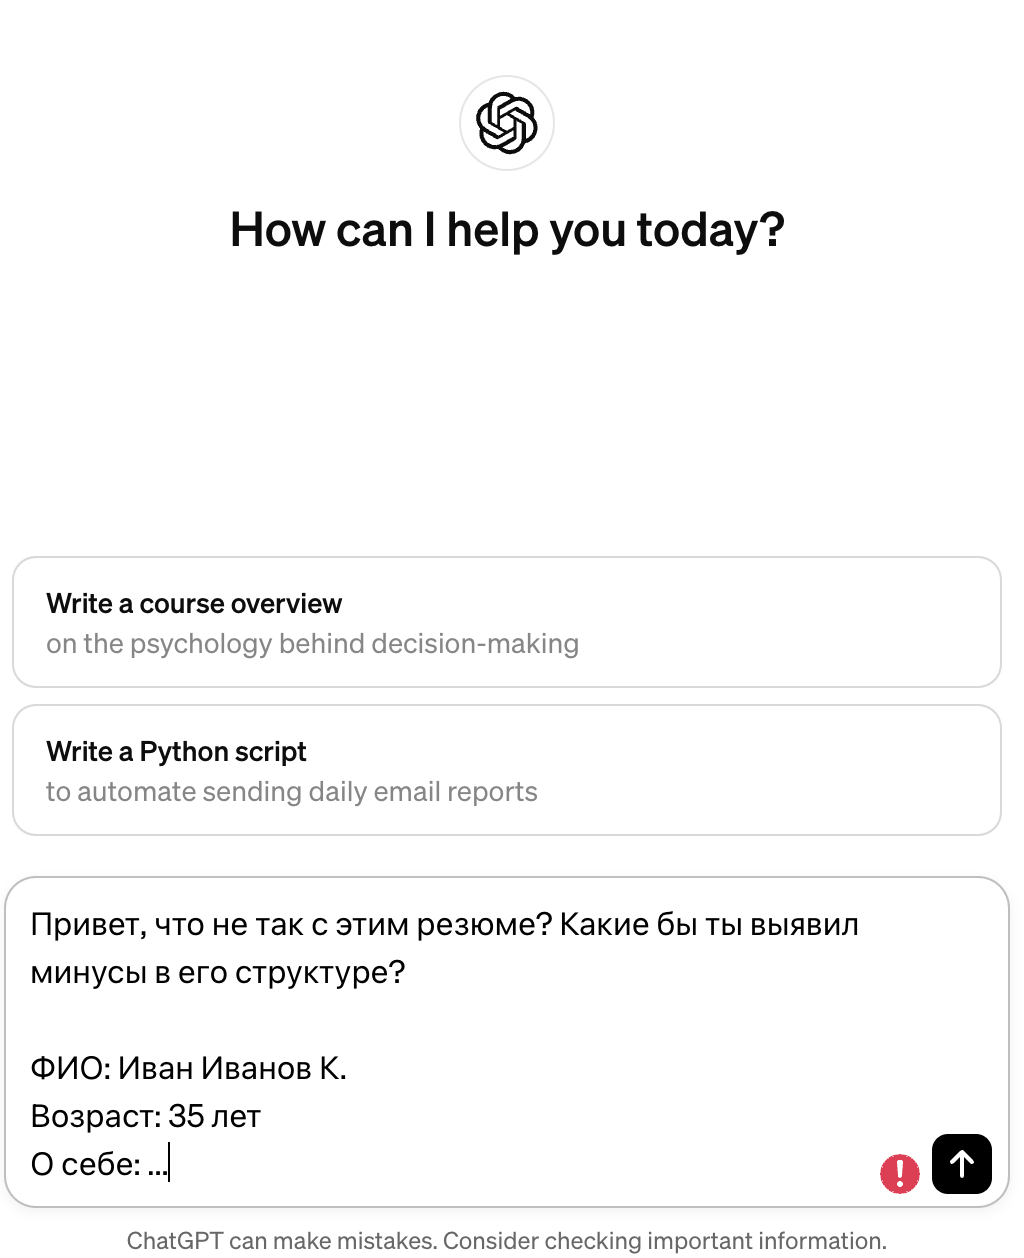 How can I help you today?
Write a course overview
on the psychology behind decision-making
Write a Python script
to automate sending daily email reports
Привет, что не так с этим резюме? Какие бы ты выявил
минусы в его структуре?
ФИО: Иван Иванов К.
Возраст: 35 лет
О себе: ...
ChatGPT can make mistakes. Consider checking important information.